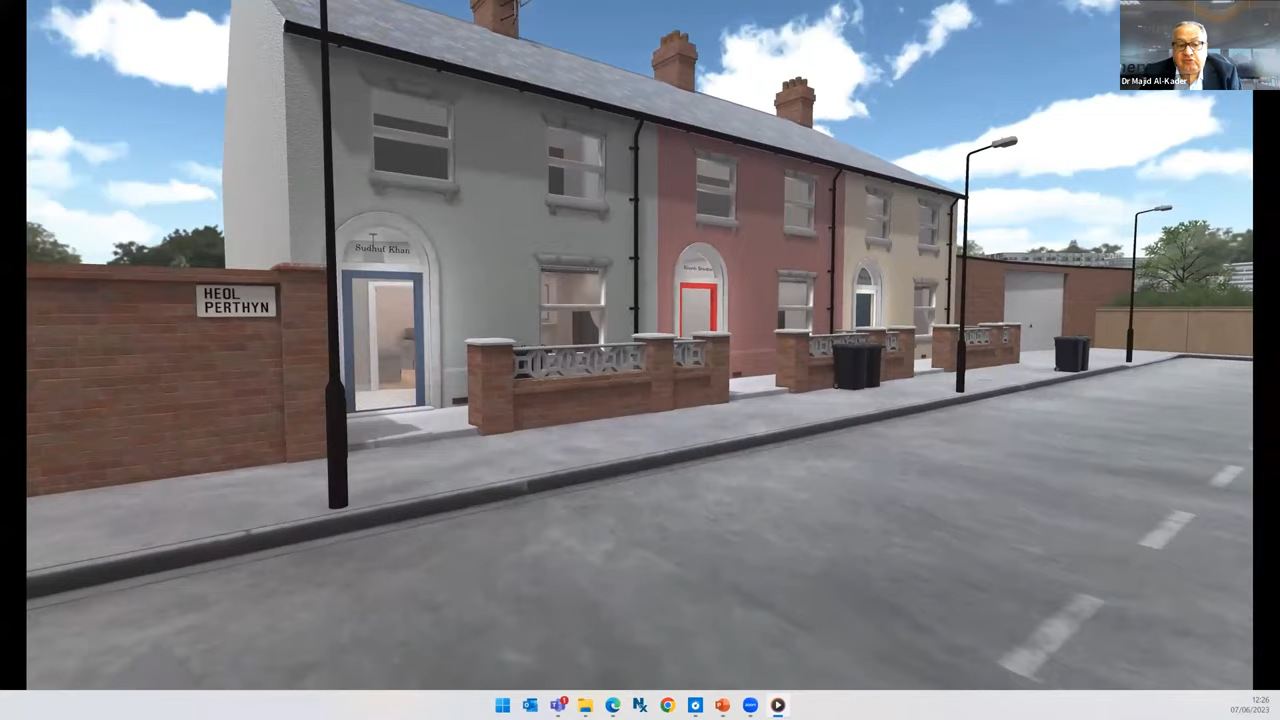 Dr Majid Al-Kader
Sudhuf Khan
HEOL
PERTHYN
12:26
07/06/2023